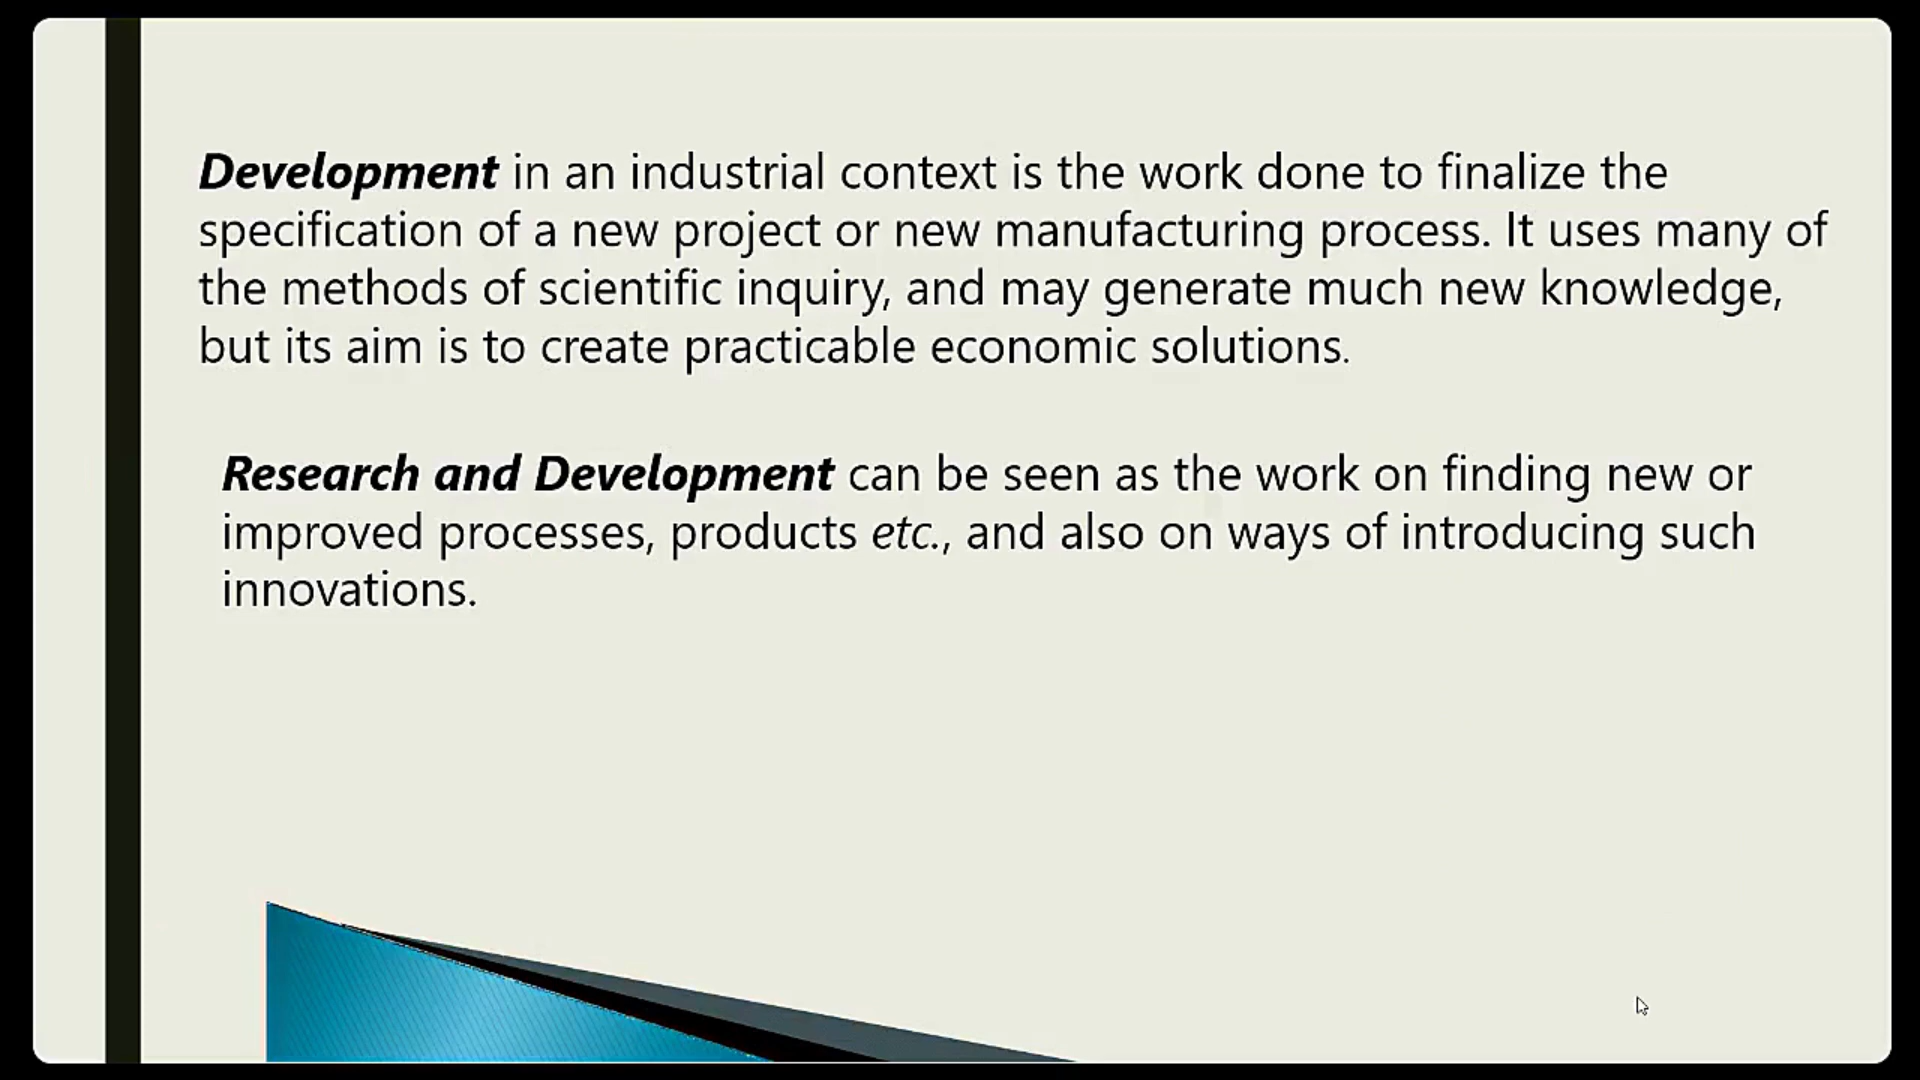 Development in an industrial context is the work done to finalize the
specification of a new project or new manufacturing process. It uses many of
the methods of scientific inquiry, and may generate much new knowledge,
but its aim is to create practicable economic solutions.
Research and Development can be seen as the work on finding new or
improved processes, products etc., and also on ways of introducing such
innovations.